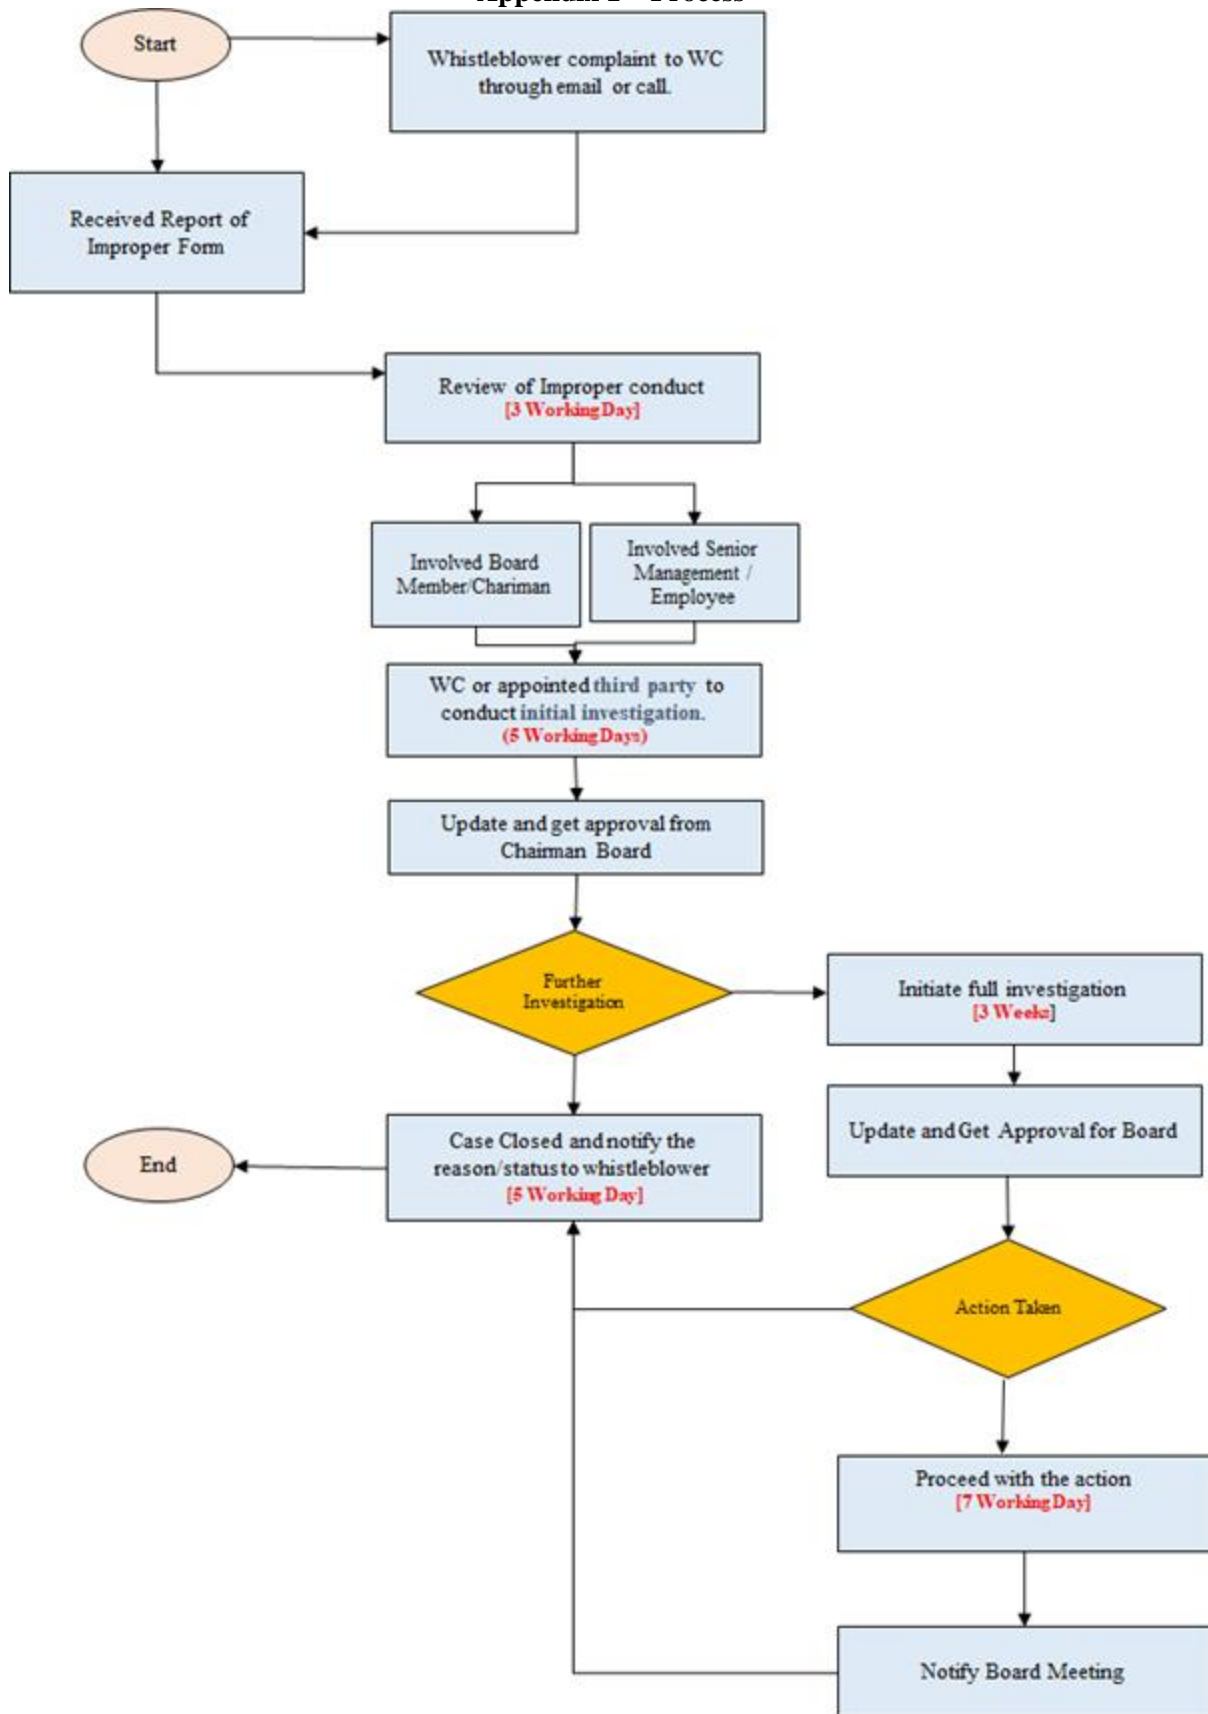 Start
Whistleblower complaint to WC
through email or call.
Received Report of
Improper Form
Review of Improper conduct
[3 Working Day]
Involved Board
Member/Chariman
Involved Senior
Management /
Employee
WC or appointed third party to
conduct initial investigation.
(5 Working Days)
Update and get approval from
Chairman Board
Further
Investigation
Initiate full investigation
[3 Weeks]
Update and Get Approval for Board
Case Closed and notify the
reason/status to whistleblower
[5 Working Day]
End
Action Taken
Proceed with the action
[7 Working Day]
Notify Board Meeting